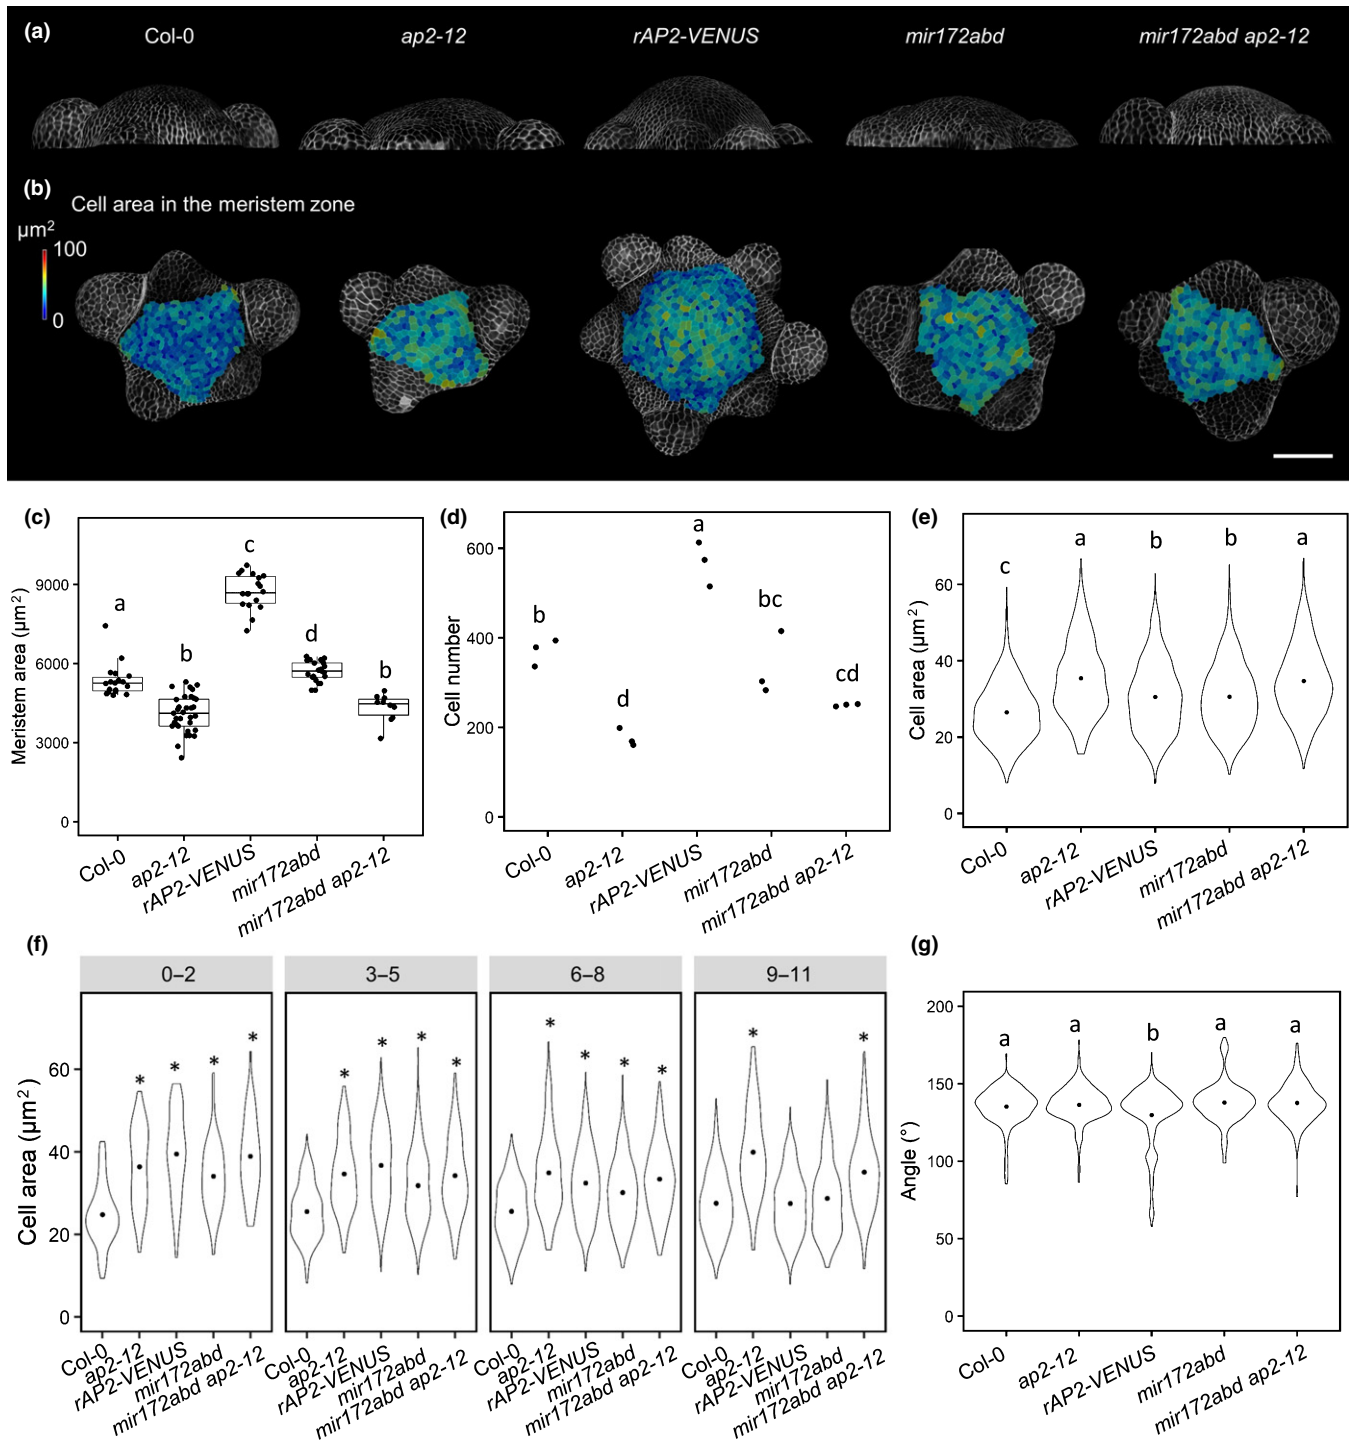 (a)
Col-0 ap2-12 rAP2-VENUS mir172abd mir172abd ap2-12
(b)
Cell area in the meristem zone
µm²
100
0
(c)
Meristem area (µm²)
9000
6000
3000
0
a b c d b
Col-0 ap2-12 rAP2-VENUS mir172abd mir172abd ap2-12
(d)
Cell number
600
400
200
0
b d a bc cd
Col-0 ap2-12 rAP2-VENUS mir172abd mir172abd ap2-12
(e)
Cell area (µm²)
60
40
20
0
c a b b a
Col-0 ap2-12 rAP2-VENUS mir172abd mir172abd ap2-12
(f)
0–2 3–5 6–8 9–11
Cell area (µm²)
60
40
20
0
* * * *
* * * *
* * * *
* *
Col-0 ap2-12 rAP2-VENUS mir172abd mir172abd ap2-12
Col-0 ap2-12 rAP2-VENUS mir172abd mir172abd ap2-12
Col-0 ap2-12 rAP2-VENUS mir172abd mir172abd ap2-12
Col-0 ap2-12 rAP2-VENUS mir172abd mir172abd ap2-12
(g)
Angle (°)
200
150
100
50
0
a a b a a
Col-0 ap2-12 rAP2-VENUS mir172abd mir172abd ap2-12